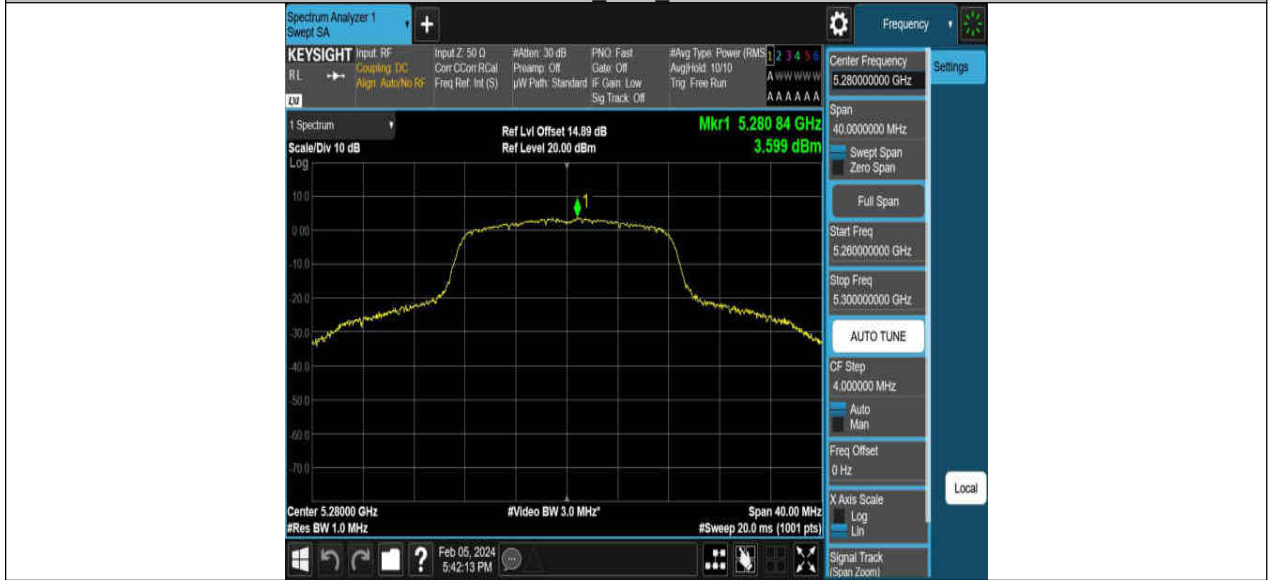 Spectrum Analyzer 1
Swept SA
+
Frequency
KEYSIGHT
RL
LXI
Input: RF
Coupling: DC
Align: Auto/No RF
Input Z: 50 Ω
Corr CCorr RCal
Freq Ref: Int (S)
#Atten: 30 dB
Preamp: Off
µW Path: Standard
PNO: Fast
Gate: Off
IF Gain: Low
Sig Track: Off
#Avg Type: Power (RMS
Avg|Hold: 10/10
Trig: Free Run
1 2 3 4 5 6
A W W W W W
A A A A A A
Center Frequency
5.280000000 GHz
Settings
Span
40.0000000 MHz
Swept Span
Zero Span
Full Span
Start Freq
5.260000000 GHz
Stop Freq
5.300000000 GHz
AUTO TUNE
CF Step
4.000000 MHz
Auto
Man
Freq Offset
0 Hz
X Axis Scale
Log
Lin
Local
Signal Track
(Span Zoom)
1 Spectrum
Scale/Div 10 dB
Ref Lvl Offset 14.89 dB
Ref Level 20.00 dBm
Mkr1 5.280 84 GHz
3.599 dBm
Log
1
10.0
0.00
-10.0
-20.0
-30.0
-40.0
-50.0
-60.0
-70.0
Center 5.28000 GHz
#Res BW 1.0 MHz
#Video BW 3.0 MHz*
Span 40.00 MHz
#Sweep 20.0 ms (1001 pts)
?
Feb 05, 2024
5:42:13 PM